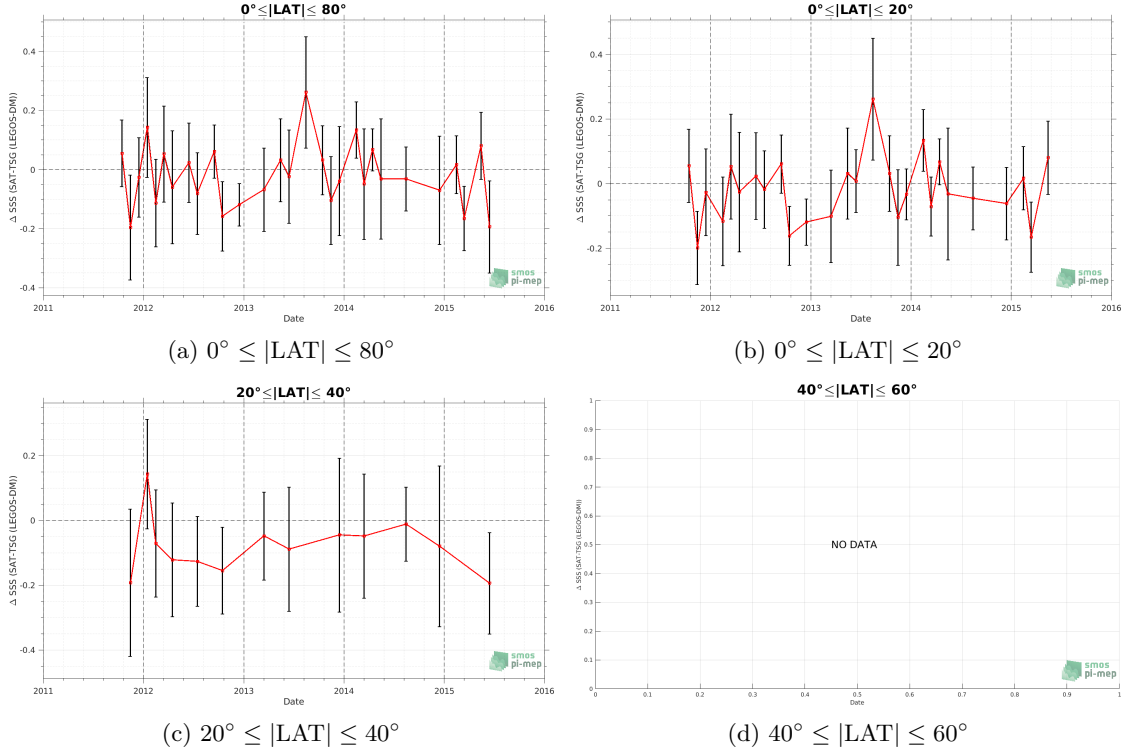 0°≤|LAT|≤ 80°
Δ SSS (SAT-TSG (LEGOS-DM))
0.4
0.2
0
-0.2
-0.4
2011 2012 2013 2014 2015 2016
Date
smos
pi-mep
(a) 0° ≤ |LAT| ≤ 80°
0°≤|LAT|≤ 20°
Δ SSS (SAT-TSG (LEGOS-DM))
0.4
0.2
0
-0.2
2011 2012 2013 2014 2015 2016
Date
smos
pi-mep
(b) 0° ≤ |LAT| ≤ 20°
20°≤|LAT|≤ 40°
Δ SSS (SAT-TSG (LEGOS-DM))
0.2
0
-0.2
-0.4
2011 2012 2013 2014 2015 2016
Date
smos
pi-mep
(c) 20° ≤ |LAT| ≤ 40°
40°≤|LAT|≤ 60°
Δ SSS (SAT-TSG (LEGOS-DM))
1
0.9
0.8
0.7
0.6
0.5
0.4
0.3
0.2
0.1
0
NO DATA
0 0.1 0.2 0.3 0.4 0.5 0.6 0.7 0.8 0.9 1
Date
smos
pi-mep
(d) 40° ≤ |LAT| ≤ 60°